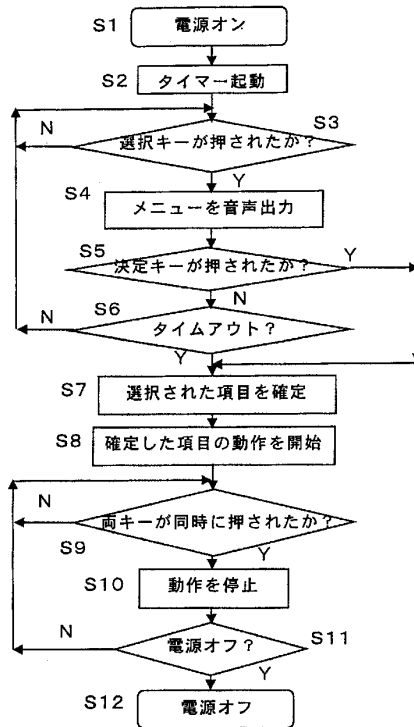 S1 電源オン
S2 タイマー起動
N 選択キーが押されたか？ S3
Y
S4 メニューを音声出力
S5 決定キーが押されたか？ Y
N
S6 タイムアウト？ N
Y
S7 選択された項目を確定
S8 確定した項目の動作を開始
N 両キーが同時に押されたか？
S9 Y
S10 動作を停止
N 電源オフ？ S11
Y
S12 電源オフ